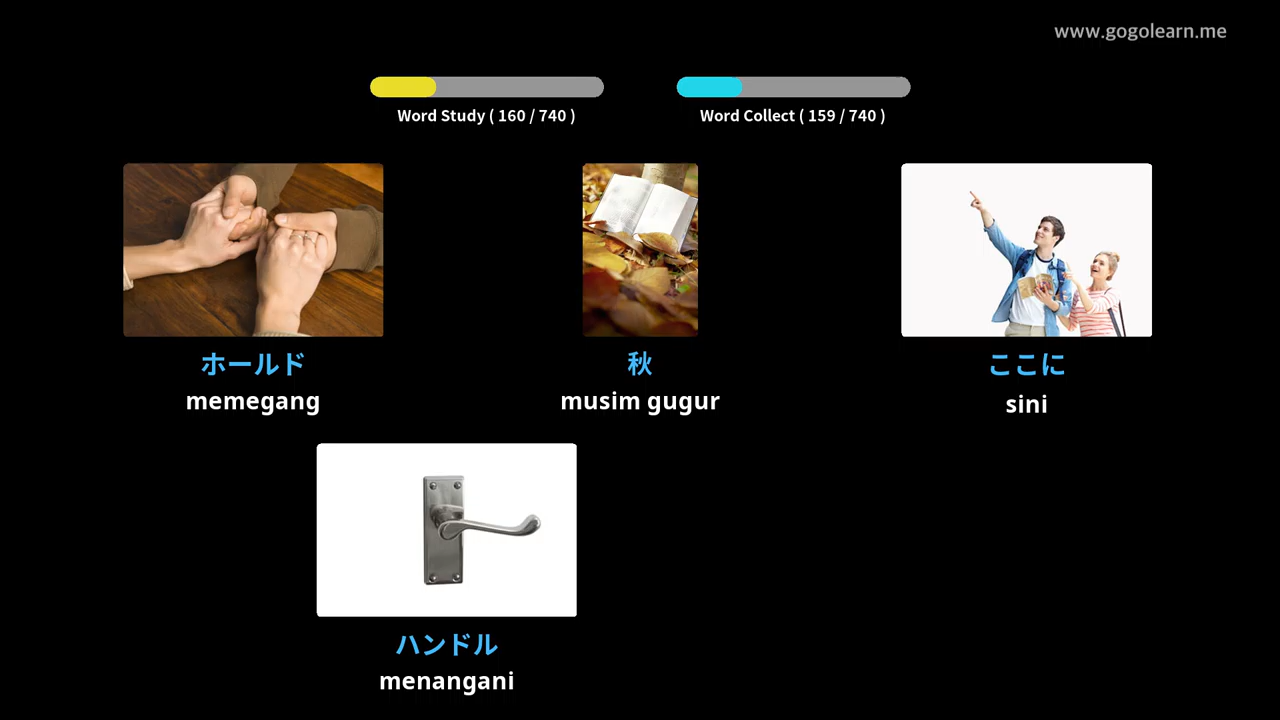 www.gogolearn.me
Word Study ( 160 / 740 )
Word Collect ( 159 / 740 )
ホールド
memegang
秋
musim gugur
ここに
sini
ハンドル
menangani